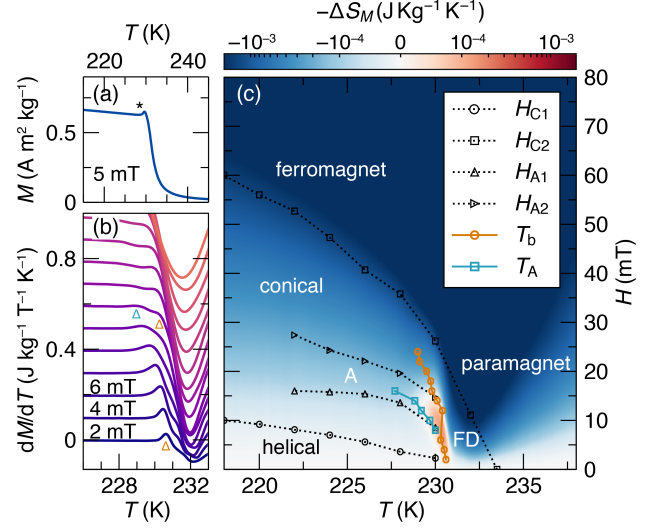 −ΔS_M (J Kg⁻¹ K⁻¹)
T (K)
−10⁻³ −10⁻⁴ 0 10⁻⁴ 10⁻³
220 240
(a)
*
5 mT
0.5
0
M (A m² kg⁻¹)
(b)
0.8
0.4
0
6 mT
4 mT
2 mT
dM/dT (J kg⁻¹ T⁻¹ K⁻¹)
228 232
T (K)
(c)
H_C1
H_C2
H_A1
H_A2
T_b
T_A
ferromagnet
conical
A
paramagnet
helical
FD
80
70
60
50
40
30
20
10
0
H (mT)
220 225 230 235
T (K)